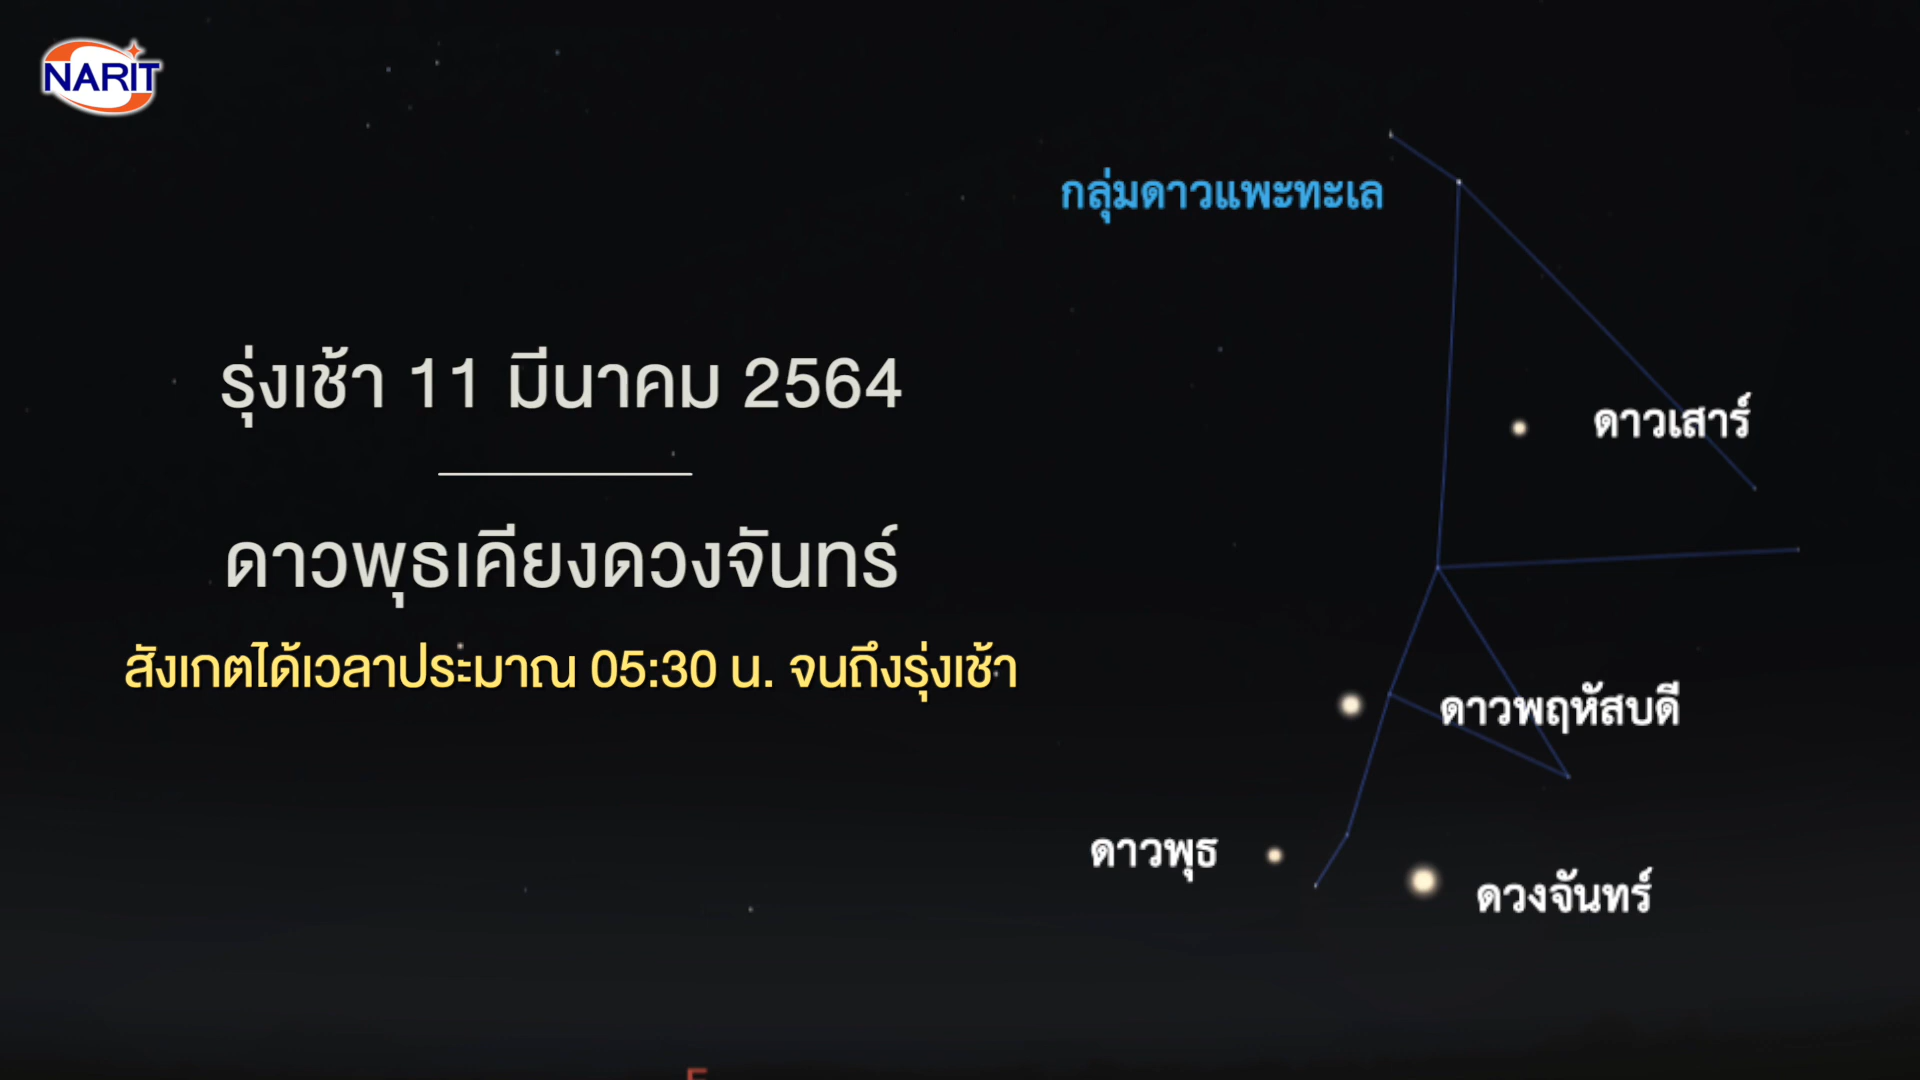 NARIT
กลุ่มดาวแพะทะเล
รุ่งเช้า 11 มีนาคม 2564
ดาวพุธเคียงดวงจันทร์
สังเกตได้เวลาประมาณ 05:30 น. จนถึงรุ่งเช้า
ดาวเสาร์
ดาวพฤหัสบดี
ดาวพุธ
ดวงจันทร์